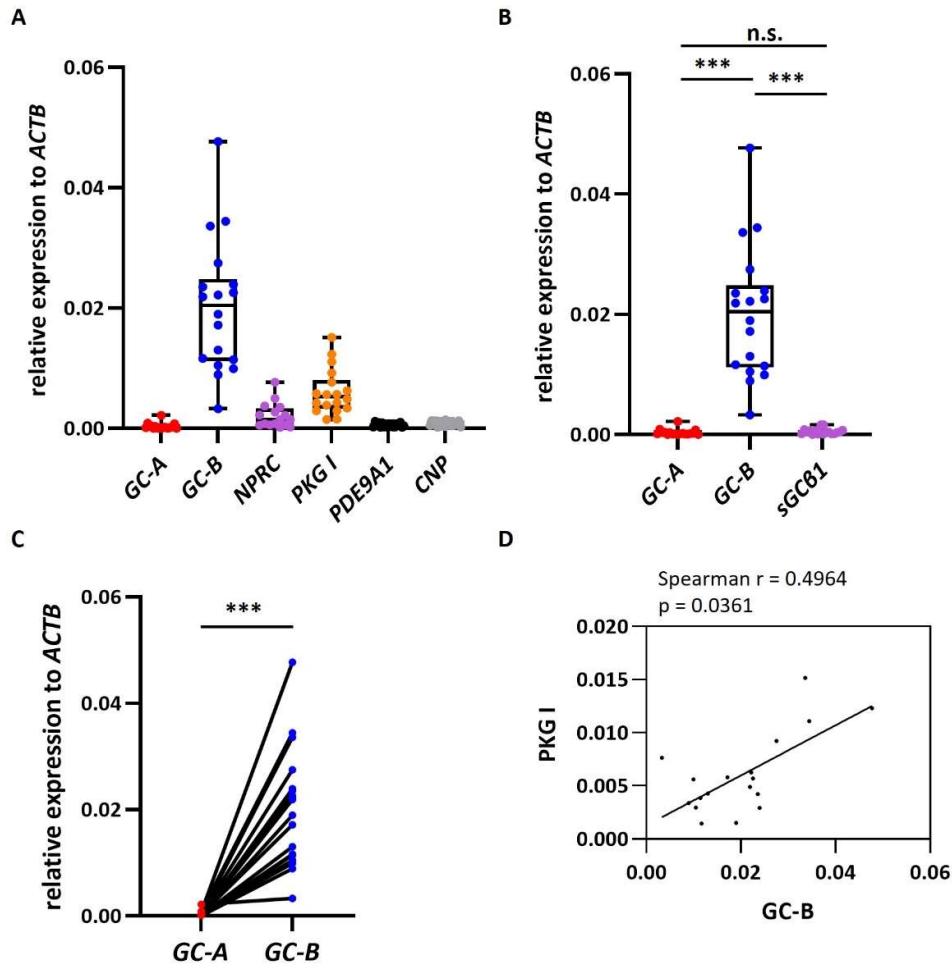 A
relative expression to ACTB
0.06
0.04
0.02
0.00
GC-A
GC-B
NPRC
PKG I
PDE9A1
CNP
B
n.s.
***
***
relative expression to ACTB
0.06
0.04
0.02
0.00
GC-A
GC-B
sGCβ1
C
relative expression to ACTB
0.06
0.04
0.02
0.00
***
GC-A
GC-B
D
Spearman r = 0.4964
p = 0.0361
PKG I
0.020
0.015
0.010
0.005
0.000
0.00
0.02
0.04
0.06
GC-B